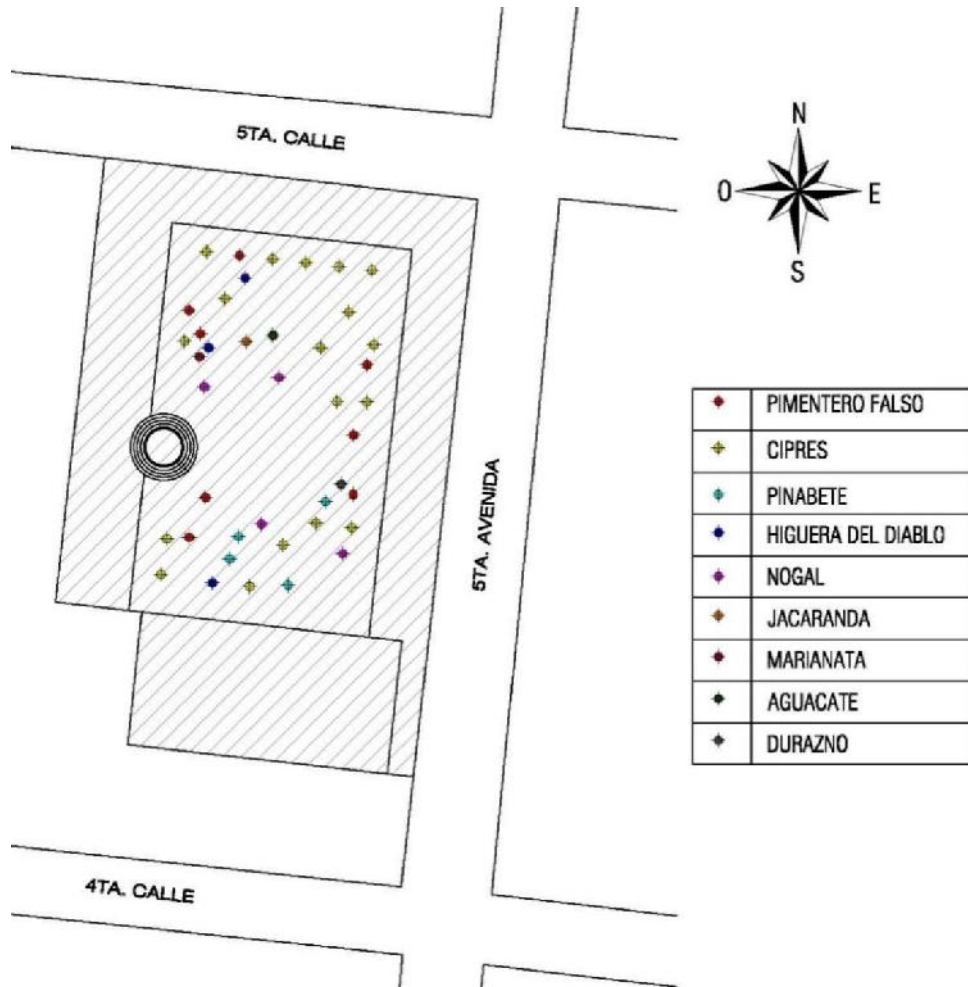 5TA. CALLE
N
O
E
S
PIMENTERO FALSO
CIPRES
PINABETE
HIGUERA DEL DIABLO
NOGAL
JACARANDA
MARIANATA
AGUACATE
DURAZNO
5TA. AVENIDA
4TA. CALLE